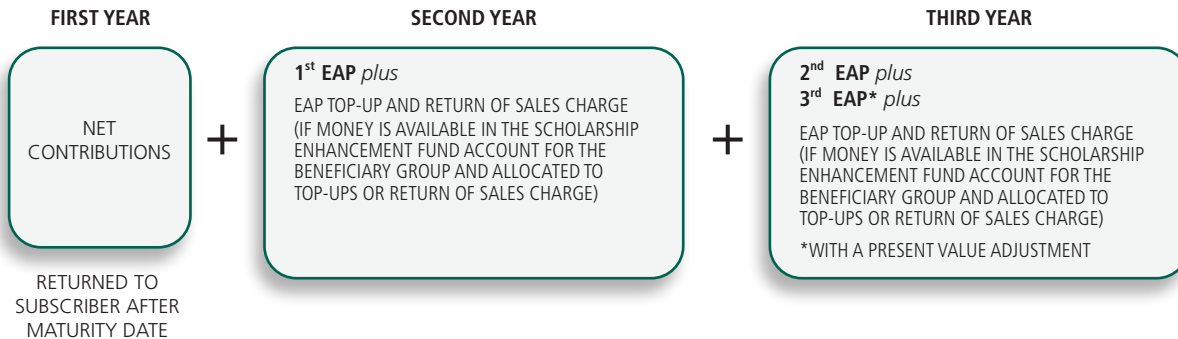 FIRST YEAR
NET
CONTRIBUTIONS
RETURNED TO
SUBSCRIBER AFTER
MATURITY DATE
+
SECOND YEAR
1st EAP plus
EAP TOP-UP AND RETURN OF SALES CHARGE
(IF MONEY IS AVAILABLE IN THE SCHOLARSHIP
ENHANCEMENT FUND ACCOUNT FOR THE
BENEFICIARY GROUP AND ALLOCATED TO
TOP-UPS OR RETURN OF SALES CHARGE)
+
THIRD YEAR
2nd EAP plus
3rd EAP* plus
EAP TOP-UP AND RETURN OF SALES CHARGE
(IF MONEY IS AVAILABLE IN THE SCHOLARSHIP
ENHANCEMENT FUND ACCOUNT FOR THE
BENEFICIARY GROUP AND ALLOCATED TO
TOP-UPS OR RETURN OF SALES CHARGE)
*WITH A PRESENT VALUE ADJUSTMENT